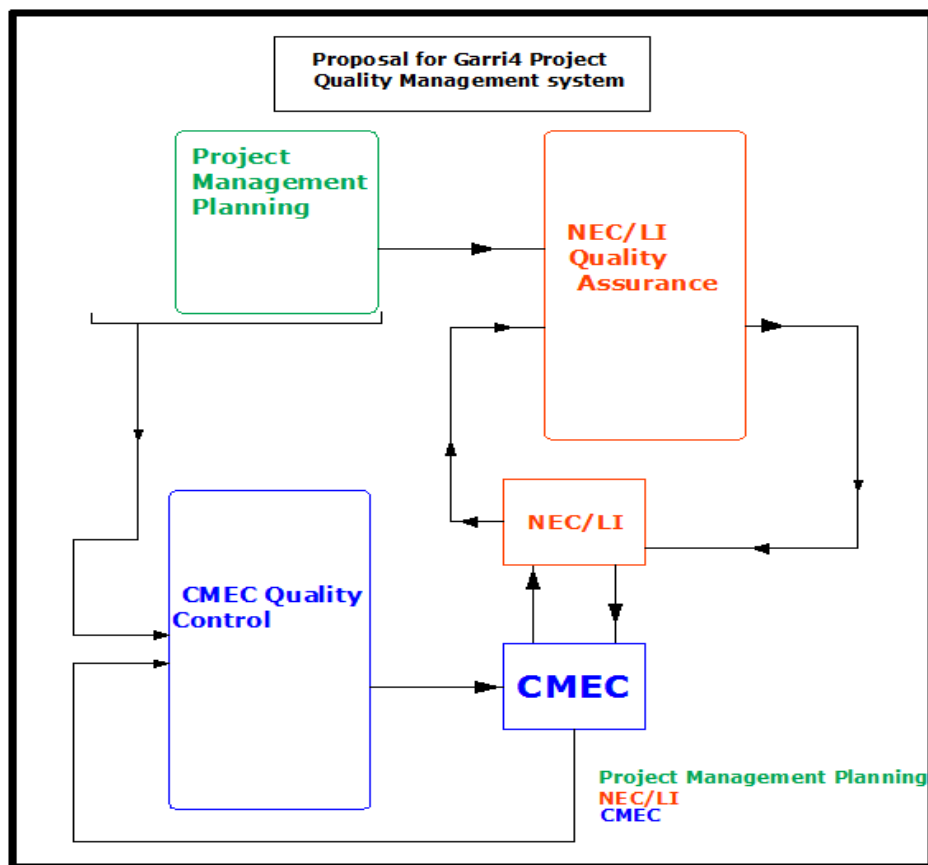 Proposal for Garri4 Project
Quality Management system
Project
Management
Planning
NEC/LI
Quality
Assurance
NEC/LI
CMEC Quality
Control
CMEC
Project Management Planning
NEC/LI
CMEC